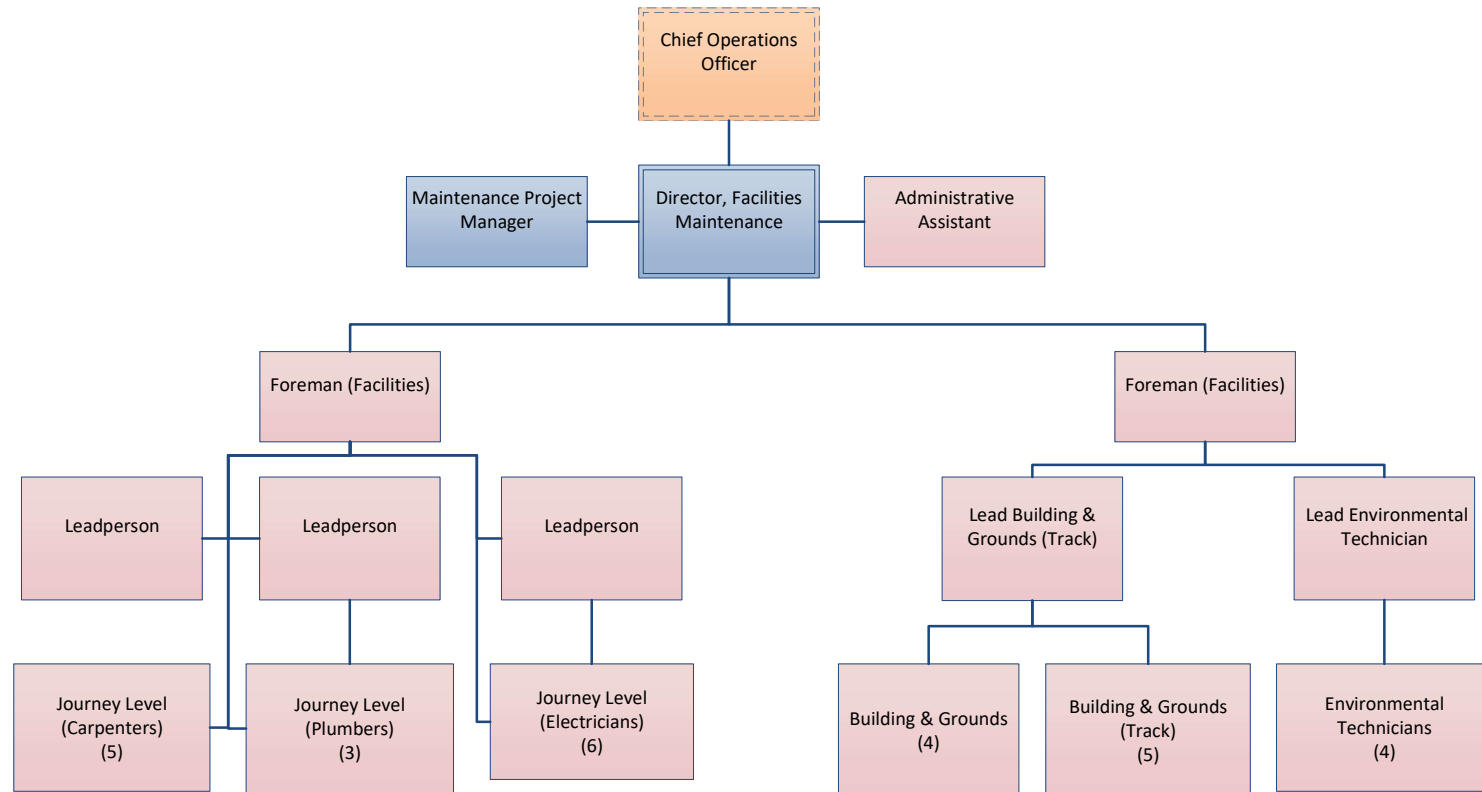 Chief Operations
Officer
Maintenance Project
Manager
Director, Facilities
Maintenance
Administrative
Assistant
Foreman (Facilities)
Foreman (Facilities)
Leadperson
Leadperson
Leadperson
Lead Building &
Grounds (Track)
Lead Environmental
Technician
Journey Level
(Carpenters)
(5)
Journey Level
(Plumbers)
(3)
Journey Level
(Electricians)
(6)
Building & Grounds
(4)
Building & Grounds
(Track)
(5)
Environmental
Technicians
(4)